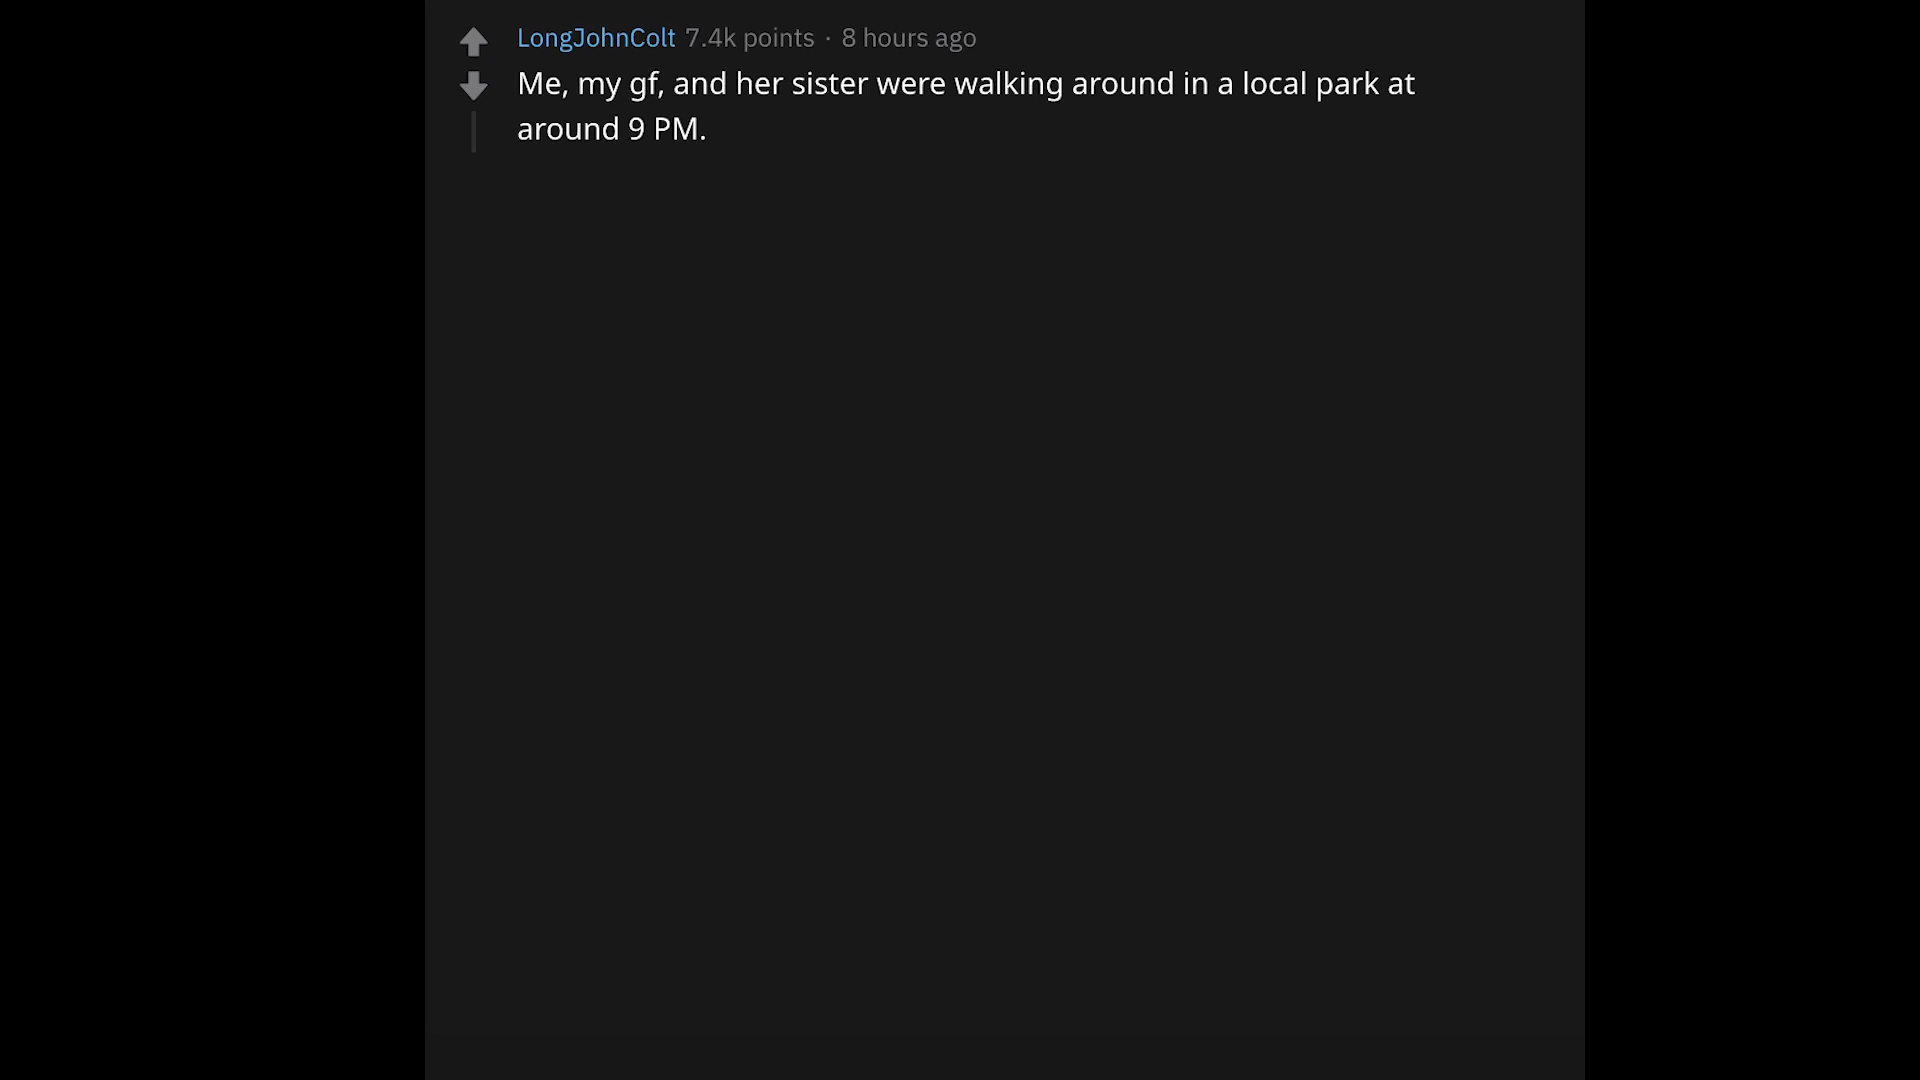 LongJohnColt 7.4k points · 8 hours ago
Me, my gf, and her sister were walking around in a local park at
around 9 PM.